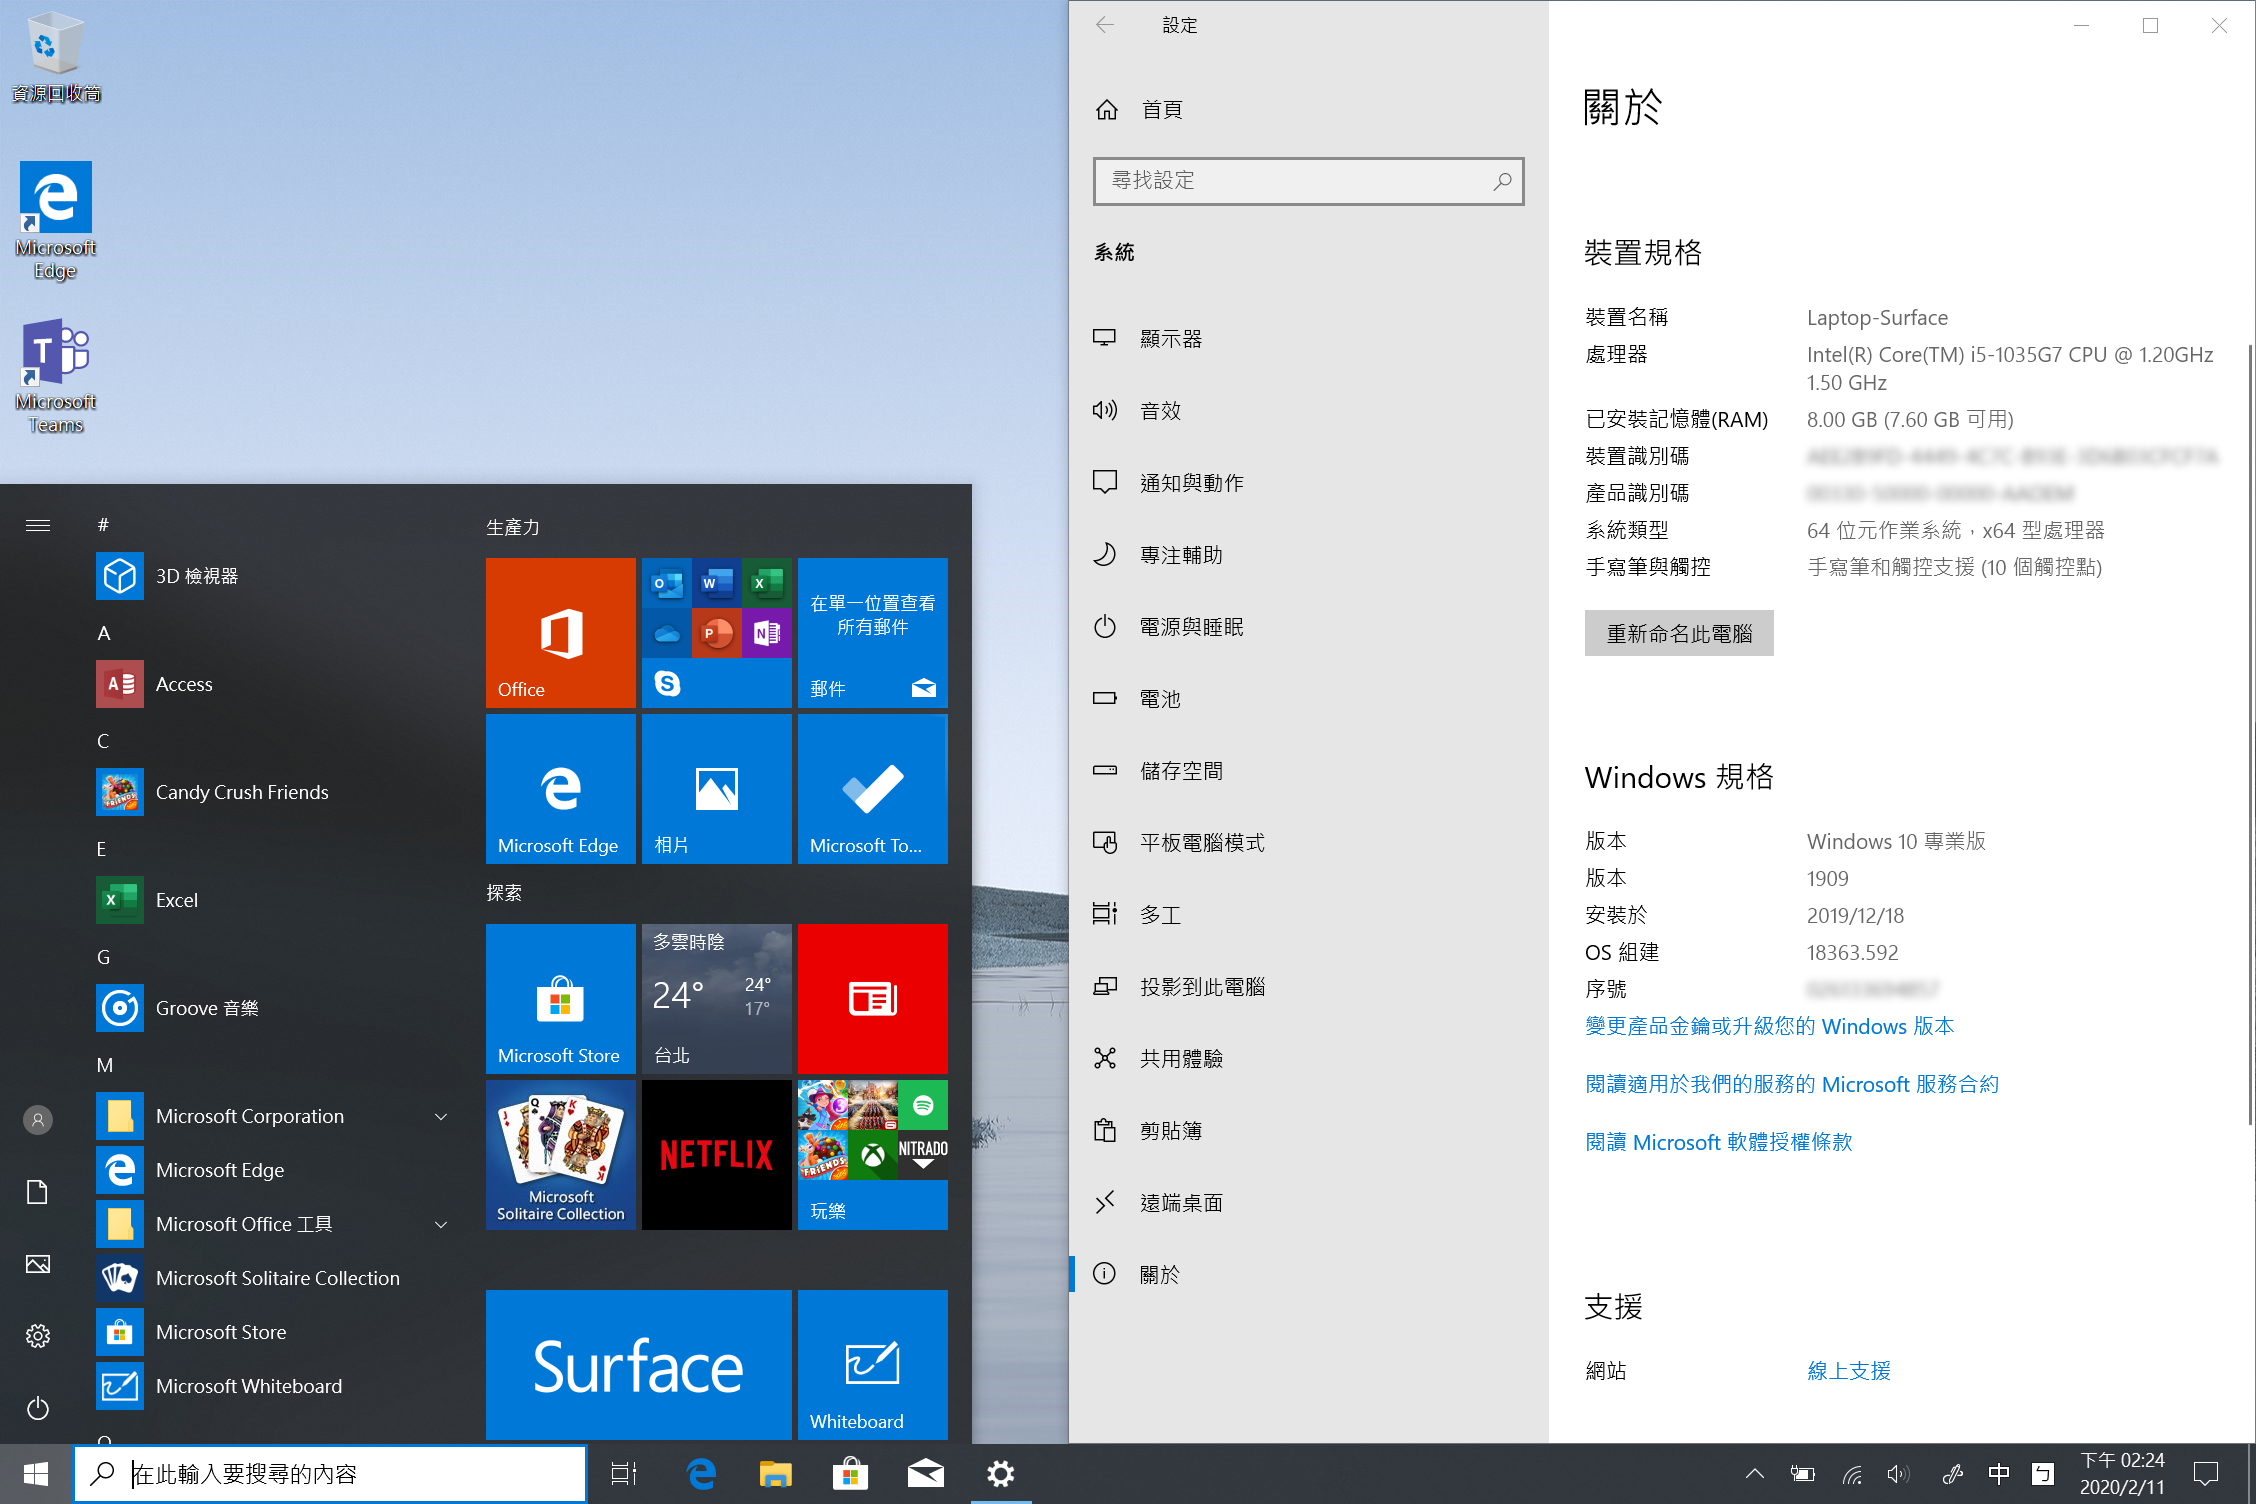 資源回收筒
Microsoft
Edge
Microsoft
Teams
#
3D 檢視器
A
Access
C
Candy Crush Friends
E
Excel
G
Groove 音樂
M
Microsoft Corporation
Microsoft Edge
Microsoft Office 工具
Microsoft Solitaire Collection
Microsoft Store
Microsoft Whiteboard
生產力
Office
在單一位置查看
所有郵件
郵件
Microsoft Edge
相片
Microsoft To...
探索
Microsoft Store
多雲時陰
24° 24°
17°
台北
Microsoft
Solitaire Collection
NETFLIX
FRIENDS
NITRADO
玩樂
Surface
Whiteboard
在此輸入要搜尋的內容
設定
首頁
尋找設定
系統
顯示器
音效
通知與動作
專注輔助
電源與睡眠
電池
儲存空間
平板電腦模式
多工
投影到此電腦
共用體驗
剪貼簿
遠端桌面
關於
關於
裝置規格
裝置名稱 Laptop-Surface
處理器 Intel(R) Core(TM) i5-1035G7 CPU @ 1.20GHz
1.50 GHz
已安裝記憶體(RAM) 8.00 GB (7.60 GB 可用)
裝置識別碼
產品識別碼
系統類型 64 位元作業系統，x64 型處理器
手寫筆與觸控 手寫筆和觸控支援 (10 個觸控點)
重新命名此電腦
Windows 規格
版本 Windows 10 專業版
版本 1909
安裝於 2019/12/18
OS 組建 18363.592
序號
變更產品金鑰或升級您的 Windows 版本
閱讀適用於我們的服務的 Microsoft 服務合約
閱讀 Microsoft 軟體授權條款
支援
網站 線上支援
中 ㄅ
下午 02:24
2020/2/11